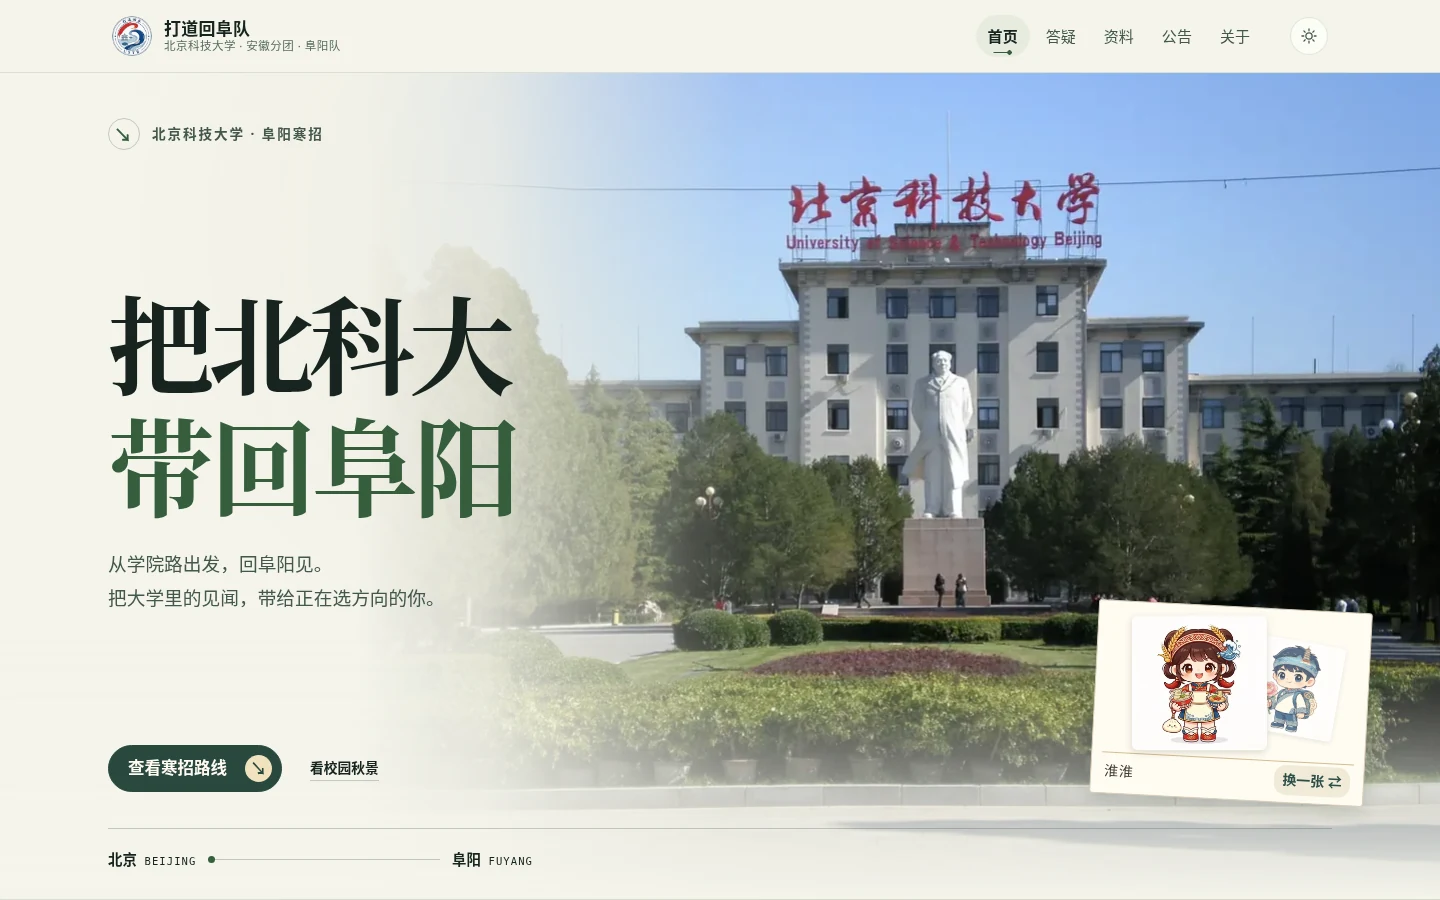 打道回阜队
北京科技大学 · 安徽分团 · 阜阳队
首页
答疑
资料
公告
关于
北京科技大学 · 阜阳寒招
北京科技大学
University of Science & Technology Beijing
把北科大
带回阜阳
从学院路出发，回阜阳见。
把大学里的见闻，带给正在选方向的你。
查看寒招路线
看校园秋景
淮淮
换一张
北京 BEIJING
阜阳 FUYANG